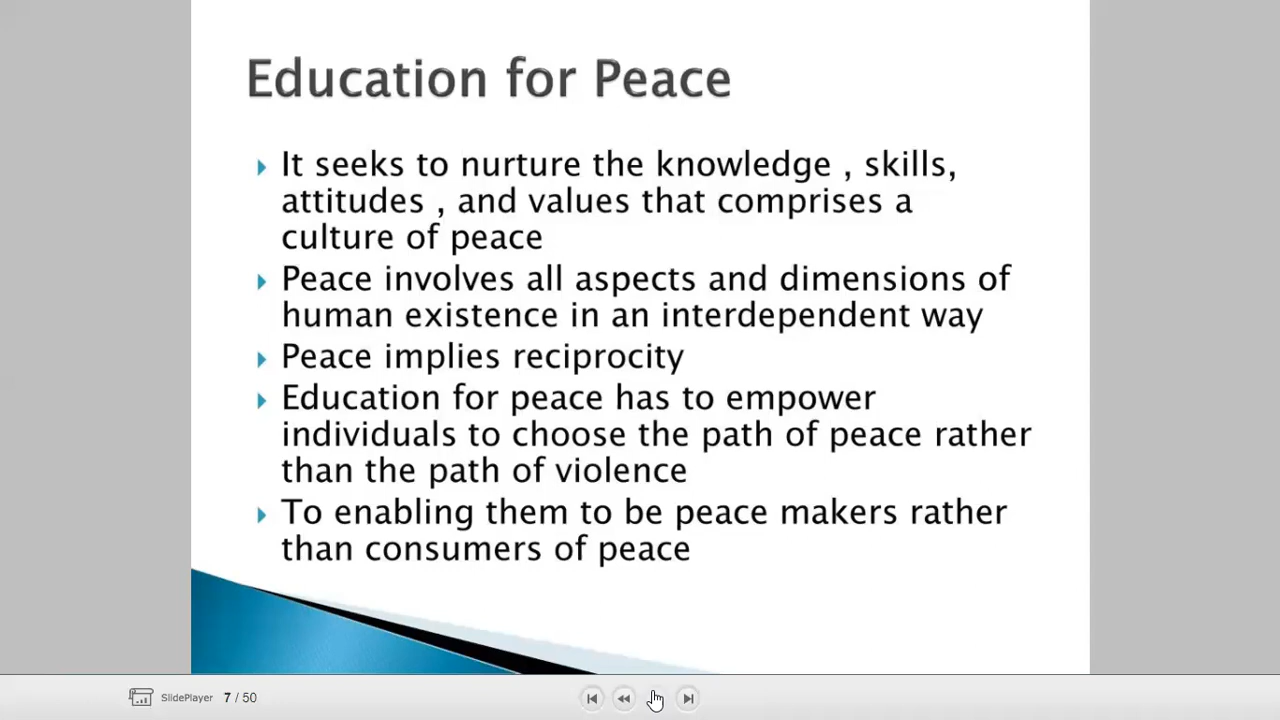 Education for Peace
It seeks to nurture the knowledge , skills,
attitudes , and values that comprises a
culture of peace
Peace involves all aspects and dimensions of
human existence in an interdependent way
Peace implies reciprocity
Education for peace has to empower
individuals to choose the path of peace rather
than the path of violence
To enabling them to be peace makers rather
than consumers of peace
SlidePlayer 7 / 50